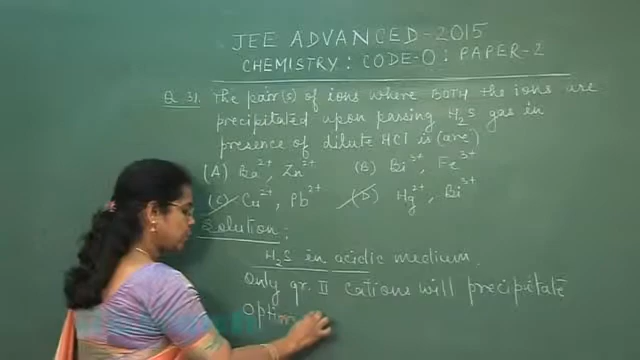 JEE ADVANCED-2015
CHEMISTRY: CODE-0: PAPER-2
Q. 31. The pair(s) of ions where BOTH the ions are
precipitated upon passing H₂S gas in
presence of dilute HCl is (are)
(A) Ba²⁺, Zn²⁺ (B) Bi³⁺, Fe³⁺
(C) Cu²⁺, Pb²⁺ (D) Hg²⁺, Bi³⁺
Solution:
H₂S in acidic medium.
Only gr. II cations will precipitate